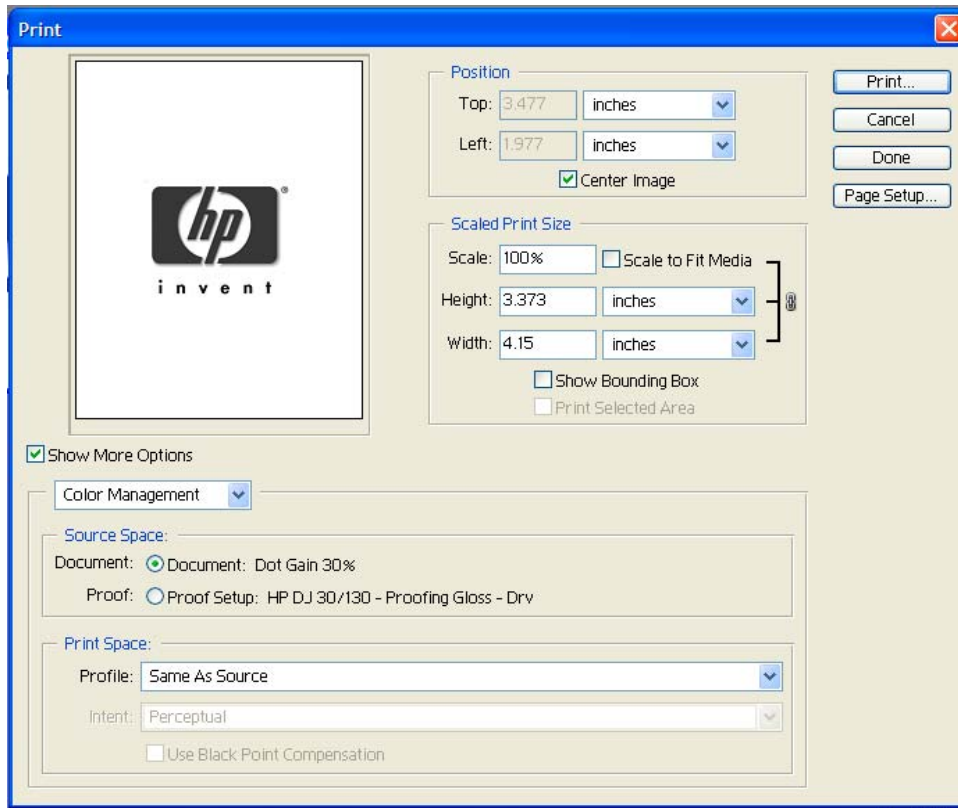 Print
hp
®
invent
Position
Top: 3.477 inches
Left: 1.977 inches
Center Image
Print...
Cancel
Done
Page Setup...
Scaled Print Size
Scale: 100% Scale to Fit Media
Height: 3.373 inches
Width: 4.15 inches
Show Bounding Box
Print Selected Area
Show More Options
Color Management
Source Space:
Document: Document: Dot Gain 30%
Proof: Proof Setup: HP DJ 30/130 - Proofing Gloss - Drv
Print Space:
Profile: Same As Source
Intent: Perceptual
Use Black Point Compensation